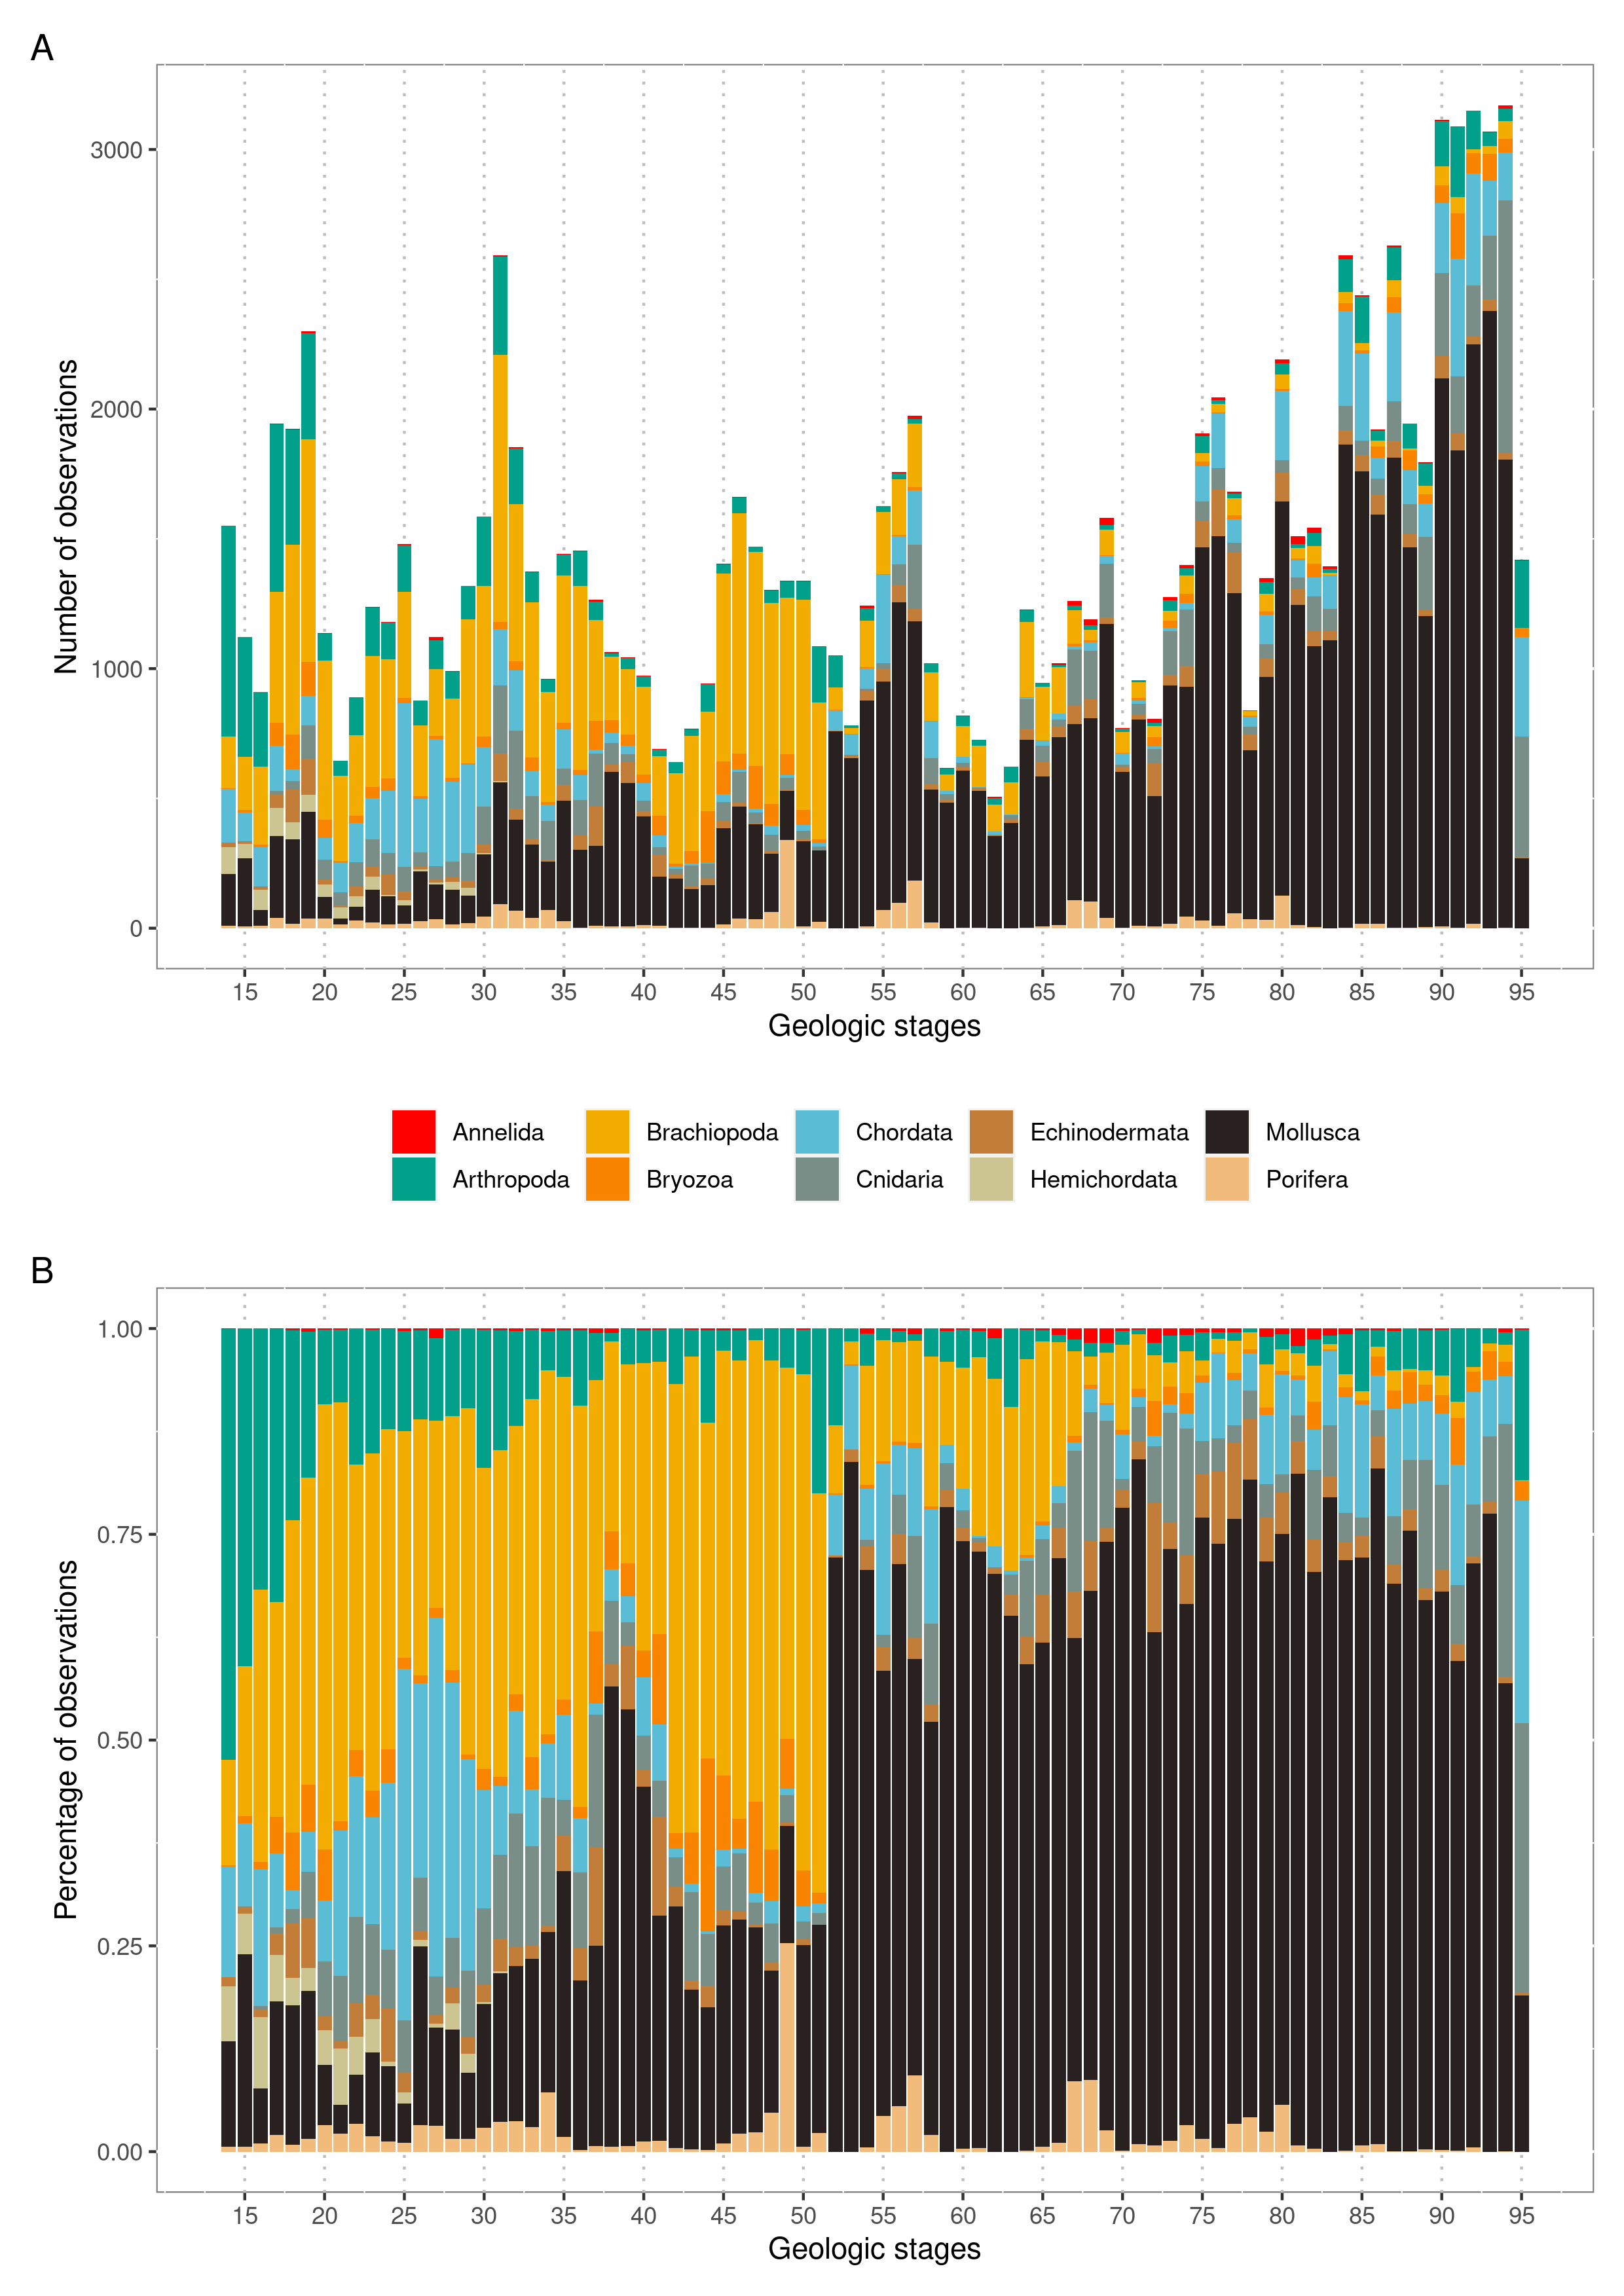 A
3000
2000
1000
0
Number of observations
15 20 25 30 35 40 45 50 55 60 65 70 75 80 85 90 95
Geologic stages
Annelida Brachiopoda Chordata Echinodermata Mollusca
Arthropoda Bryozoa Cnidaria Hemichordata Porifera
B
1.00
0.75
0.50
0.25
0.00
Percentage of observations
15 20 25 30 35 40 45 50 55 60 65 70 75 80 85 90 95
Geologic stages